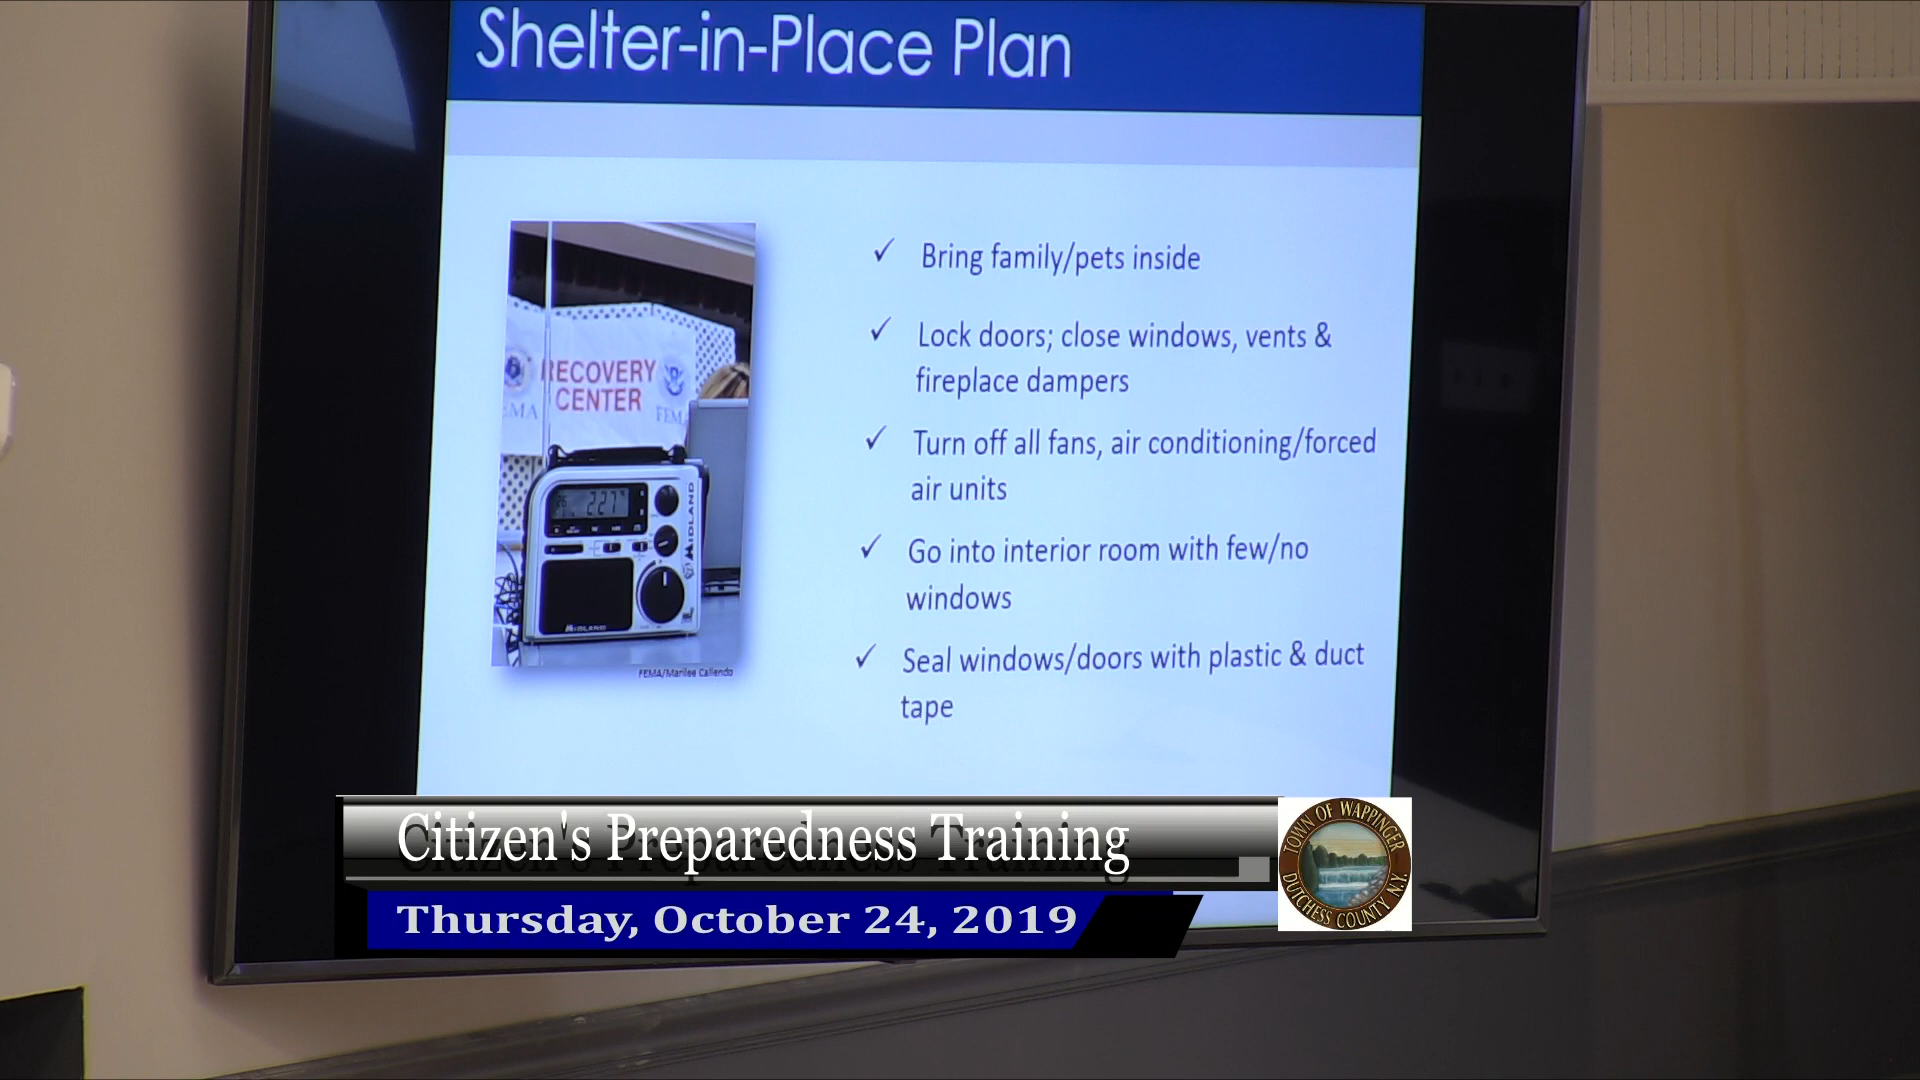 Shelter-in-Place Plan
✓ Bring family/pets inside
✓ Lock doors; close windows, vents &
fireplace dampers
✓ Turn off all fans, air conditioning/forced
air units
✓ Go into interior room with few/no
windows
✓ Seal windows/doors with plastic & duct
tape
RECOVERY
CENTER
EMA
FEMA
227
MIDLAND
MIDLAND
FEMA/Marilee Caliendo
Citizen's Preparedness Training
Thursday, October 24, 2019
TOWN OF WAPPINGER
DUTCHESS COUNTY N.Y.